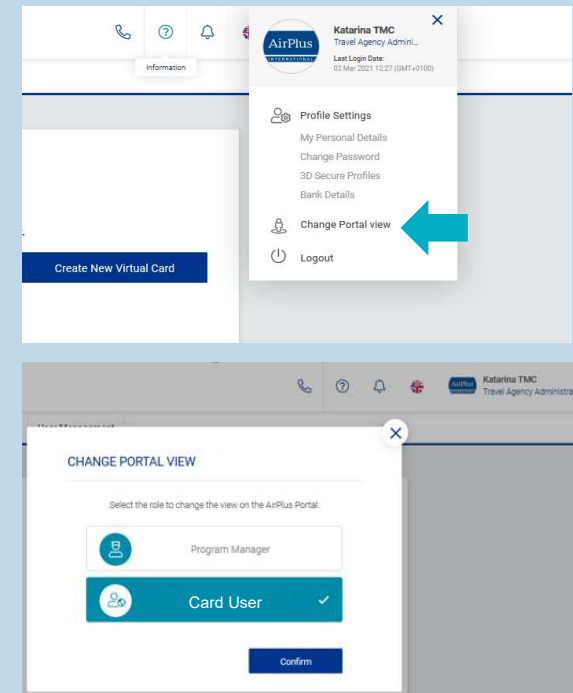 Katarina TMC
Travel Agency Admini...
AirPlus
INTERNATIONAL
Last Login Date:
02 Mar 2021 12:27 (GMT+0100)
Information
Profile Settings
My Personal Details
Change Password
3D Secure Profiles
Bank Details
.
Change Portal view
Create New Virtual Card
Logout
AirPlus
Katarina TMC
Travel Agency Administra
User Management
CHANGE PORTAL VIEW
Select the role to change the view on the AirPlus Portal:
Program Manager
Card User
Confirm